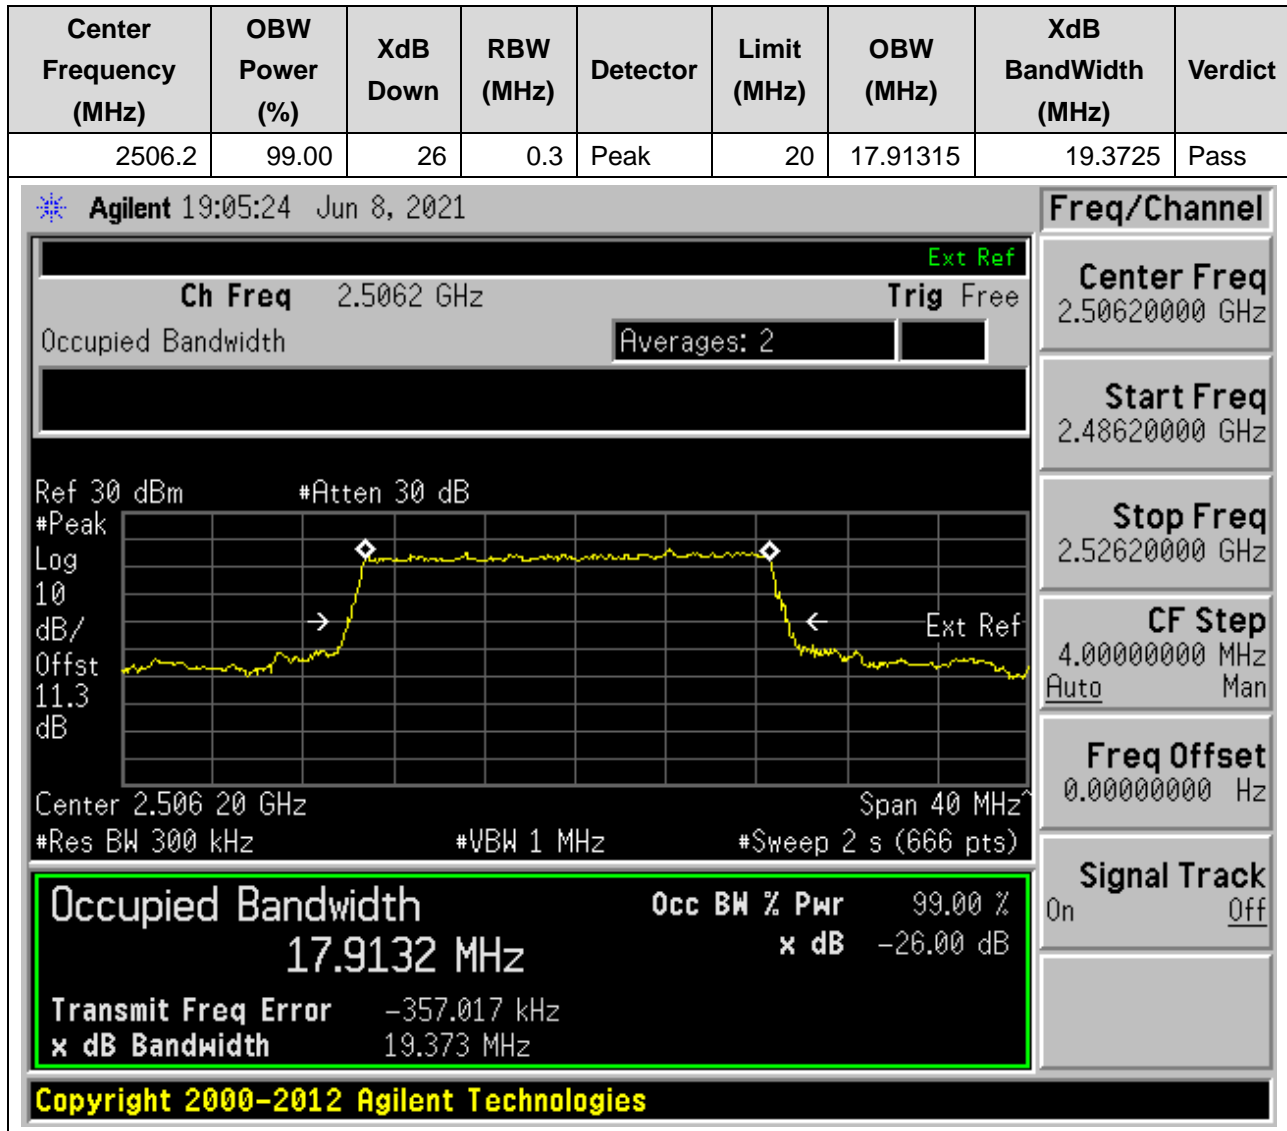 Center Frequency (MHz) OBW Power (%) XdB Down RBW (MHz) Detector Limit (MHz) OBW (MHz) XdB BandWidth (MHz) Verdict
2506.2 99.00 26 0.3 Peak 20 17.91315 19.3725 Pass
Agilent 19:05:24 Jun 8, 2021
Freq/Channel
Ext Ref
Ch Freq 2.5062 GHz Trig Free
Occupied Bandwidth Averages: 2
Center Freq
2.50620000 GHz
Start Freq
2.48620000 GHz
Stop Freq
2.52620000 GHz
CF Step
4.00000000 MHz
Auto Man
Freq Offset
0.00000000 Hz
Signal Track
On Off
Ref 30 dBm #Atten 30 dB
#Peak
Log
10
dB/
Offst
11.3
dB
Ext Ref
Center 2.506 20 GHz Span 40 MHz^
#Res BW 300 kHz #VBW 1 MHz #Sweep 2 s (666 pts)
Occupied Bandwidth
17.9132 MHz
Occ BW % Pwr 99.00 %
x dB -26.00 dB
Transmit Freq Error -357.017 kHz
x dB Bandwidth 19.373 MHz
Copyright 2000-2012 Agilent Technologies